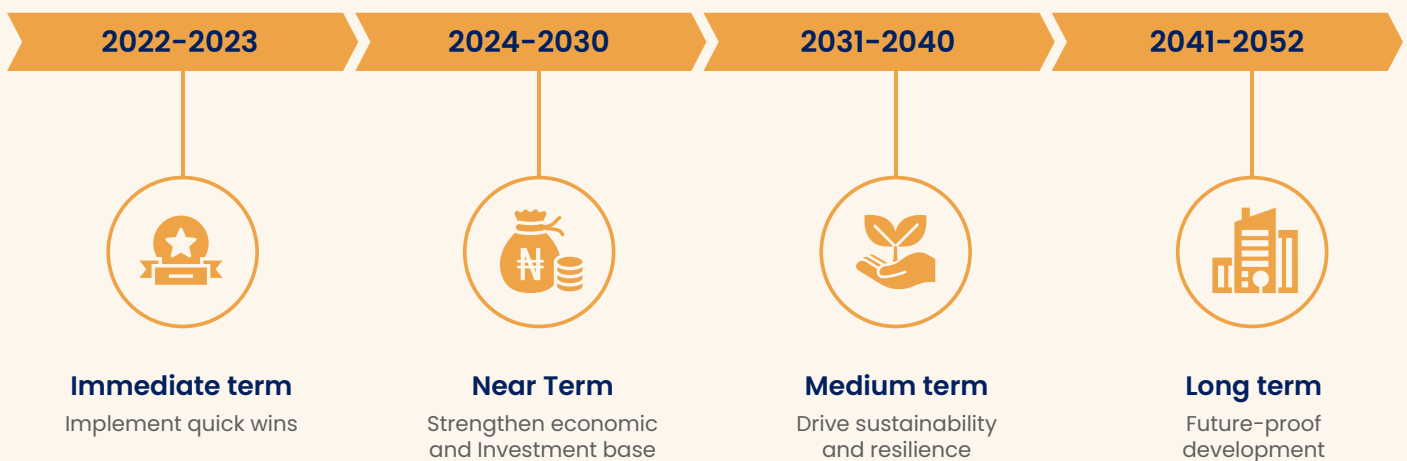 2022-2023
2024-2030
2031-2040
2041-2052
₦
Immediate term
Implement quick wins
Near Term
Strengthen economic
and Investment base
Medium term
Drive sustainability
and resilience
Long term
Future-proof
development